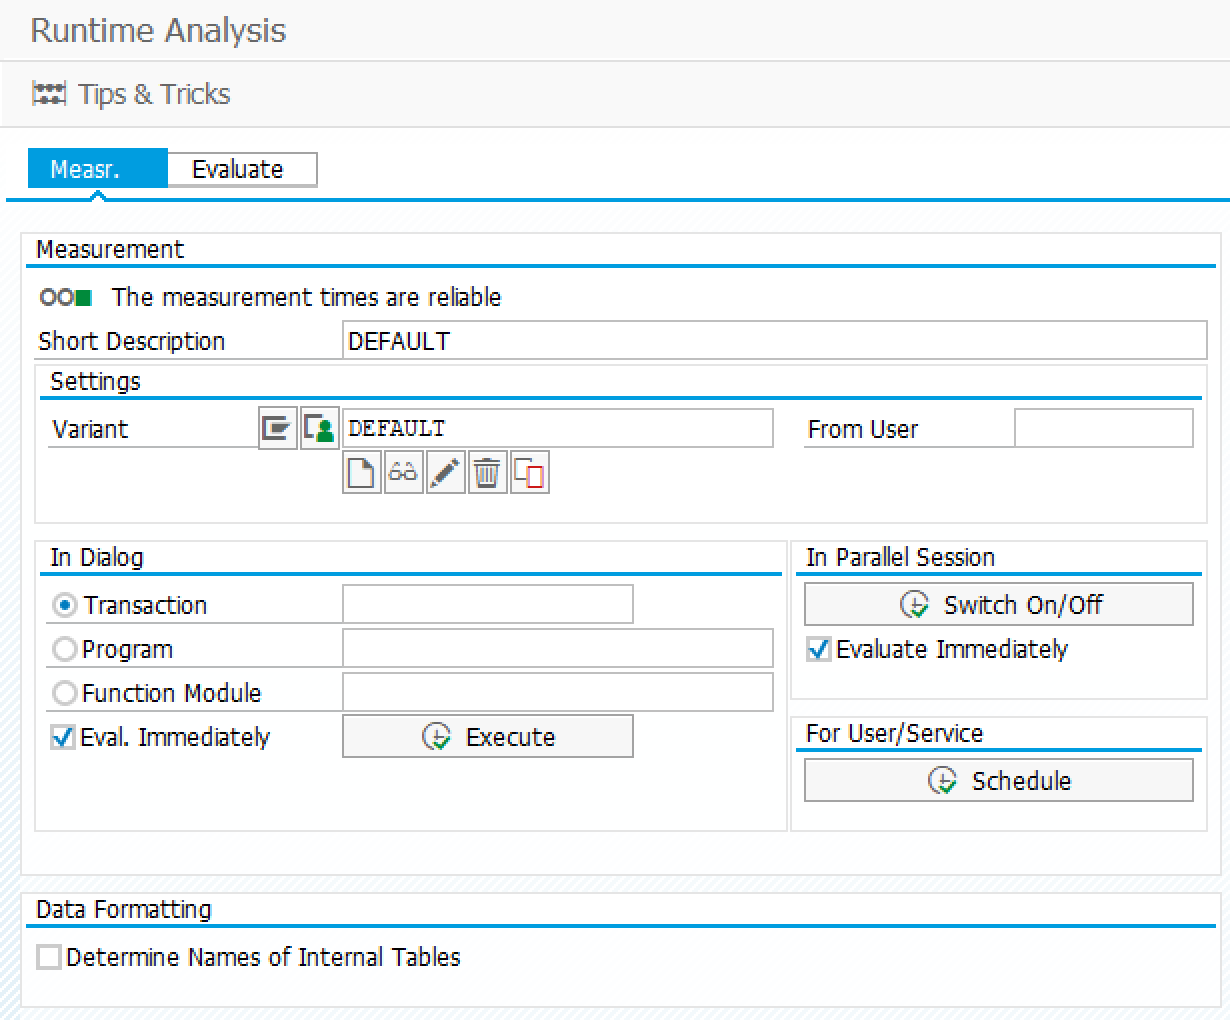 Runtime Analysis
Tips & Tricks
Measr. Evaluate
Measurement
The measurement times are reliable
Short Description DEFAULT
Settings
Variant DEFAULT From User
In Dialog
Transaction
Program
Function Module
Eval. Immediately Execute
In Parallel Session
Switch On/Off
Evaluate Immediately
For User/Service
Schedule
Data Formatting
Determine Names of Internal Tables